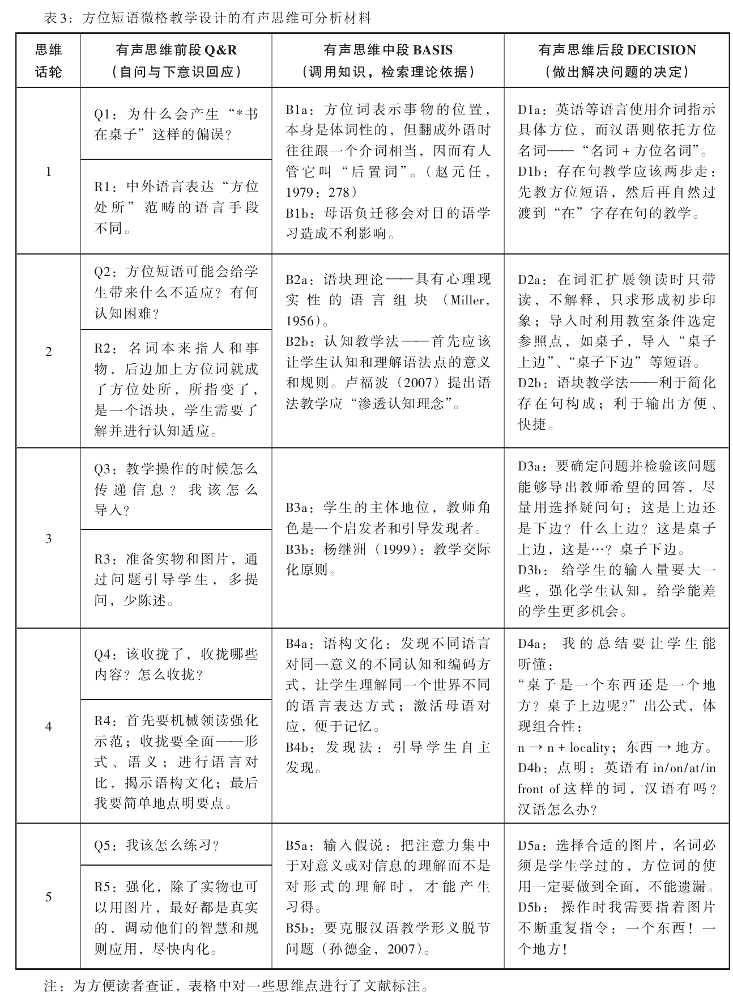 表 3：方位短语微格教学设计的有声思维可分析材料
思维
话轮
有声思维前段 Q&R
（自问与下意识回应）
有声思维中段 BASIS
（调用知识，检索理论依据）
有声思维后段 DECISION
（做出解决问题的决定）
1
Q1：为什么会产生“*书
在桌子”这样的偏误？
R1：中外语言表达“方位
处所”范畴的语言手段
不同。
B1a：方位词表示事物的位置，
本身是体词性的，但翻成外语时
往往跟一个介词相当，因而有人
管它叫“后置词”。（赵元任，
1979：278）
B1b：母语负迁移会对目的语学
习造成不利影响。
D1a：英语等语言使用介词指示
具体方位，而汉语则依托方位
名词——“名词 + 方位名词”。
D1b：存在句教学应该两步走：
先教方位短语，然后再自然过
渡到“在”字存在句的教学。
2
Q2：方位短语可能会给学
生带来什么不适应？有何
认知困难？
R2：名词本来指人和事
物，后边加上方位词就成
了方位处所，所指变了，
是一个语块，学生需要了
解并进行认知适应。
B2a：语块理论——具有心理现
实性的语言组块（Miller,
1956）。
B2b：认知教学法——首先应该
让学生认知和理解语法点的意义
和规则。卢福波（2007）提出语
法教学应“渗透认知理念”。
D2a：在词汇扩展领读时只带
读，不解释，只求形成初步印
象；导入时利用教室条件选定
参照点，如桌子，导入“桌子
上边”、“桌子下边”等短语。
D2b：语块教学法——利于简化
存在句构成；利于输出方便、
快捷。
3
Q3：教学操作的时候怎么
传递信息？我该怎么
导入？
R3：准备实物和图片，通
过问题引导学生，多提
问，少陈述。
B3a：学生的主体地位，教师角
色是一个启发者和引导发现者。
B3b：杨继洲（1999）：教学交际
化原则。
D3a：要确定问题并检验该问题
能够导出教师希望的回答，尽
量用选择疑问句：这是上边还
是下边？什么上边？这是桌子
上边，这是…？桌子下边。
D3b：给学生的输入量要大一
些，强化学生认知，给学能差
的学生更多机会。
4
Q4：该收拢了，收拢哪些
内容？怎么收拢？
R4：首先要机械领读强化
示范；收拢要全面——形
式、语义；进行语言对
比，揭示语构文化；最后
我要简单地点明要点。
B4a：语构文化：发现不同语言
对同一意义的不同认知和编码方
式，让学生理解同一个世界不同
的语言表达方式；激活母语对
应，便于记忆。
B4b：发现法：引导学生自主
发现。
D4a：我的总结要让学生能
听懂：
“桌子是一个东西还是一个地
方？桌子上边呢？”出公式，体
现组合性：
n → n + locality；东西 → 地方。
D4b：点明：英语有 in/on/at/in
front of 这样的词，汉语有吗？
汉语怎么办？
5
Q5：我该怎么练习？
R5：强化，除了实物也可
以用图片，最好都是真实
的，调动他们的智慧和规
则应用，尽快内化。
B5a：输入假说：把注意力集中
于对意义或对信息的理解而不是
对形式的理解时，才能产生
习得。
B5b：要克服汉语教学形义脱节
问题（孙德金，2007）。
D5a：选择合适的图片，名词必
须是学生学过的，方位词的使
用一定要做到全面，不能遗漏。
D5b：操作时我需要指着图片
不断重复指令：一个东西！一
个地方！
注：为方便读者查证，表格中对一些思维点进行了文献标注。